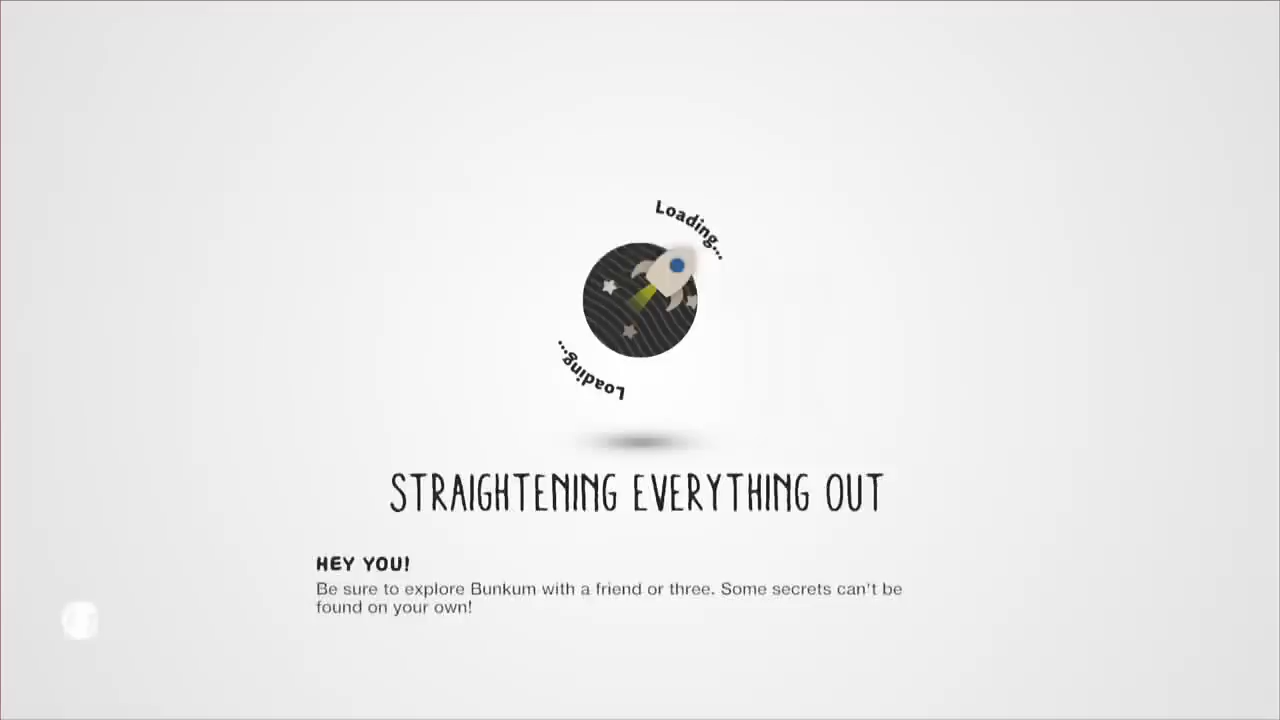 Loading...
Loading...
STRAIGHTENING EVERYTHING OUT
HEY YOU!
Be sure to explore Bunkum with a friend or three. Some secrets can't be
found on your own!